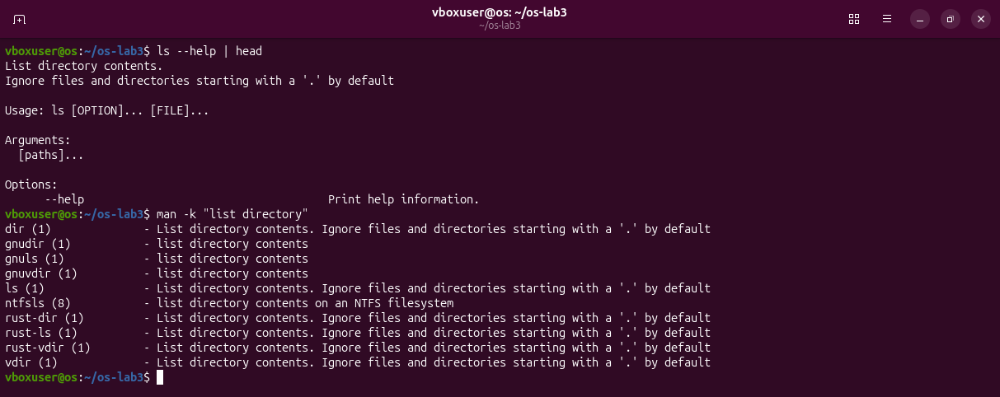 vboxuser@os: ~/os-lab3
~/os-lab3
vboxuser@os:~/os-lab3$ ls --help | head
List directory contents.
Ignore files and directories starting with a '.' by default

Usage: ls [OPTION]... [FILE]...

Arguments:
  [paths]...

Options:
      --help                                     Print help information.
vboxuser@os:~/os-lab3$ man -k "list directory"
dir (1)              - List directory contents. Ignore files and directories starting with a '.' by default
gnudir (1)           - list directory contents
gnuls (1)            - list directory contents
gnuvdir (1)          - list directory contents
ls (1)               - List directory contents. Ignore files and directories starting with a '.' by default
ntfsls (8)           - list directory contents on an NTFS filesystem
rust-dir (1)         - List directory contents. Ignore files and directories starting with a '.' by default
rust-ls (1)          - List directory contents. Ignore files and directories starting with a '.' by default
rust-vdir (1)        - List directory contents. Ignore files and directories starting with a '.' by default
vdir (1)             - List directory contents. Ignore files and directories starting with a '.' by default
vboxuser@os:~/os-lab3$